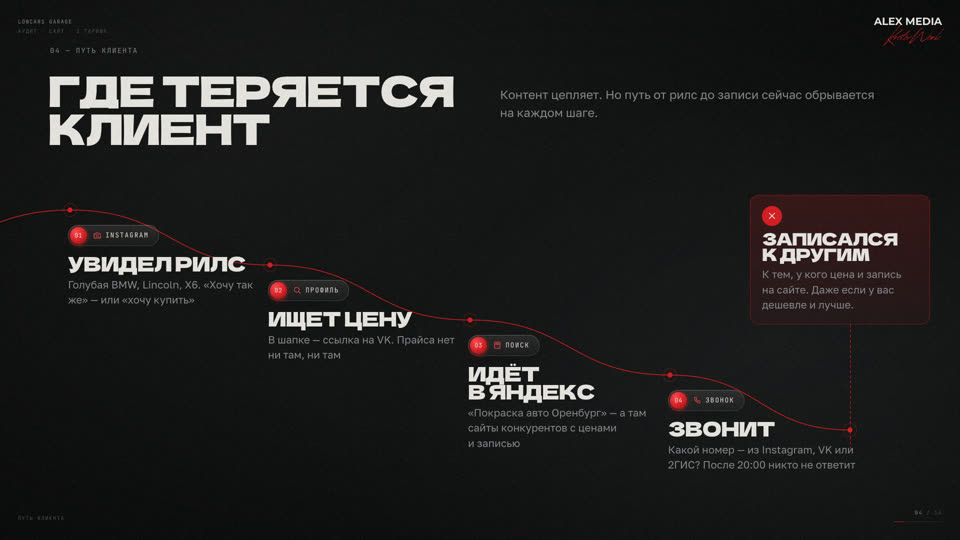 LOWCARS GARAGE
АУДИТ · САЙТ · 3 ТАРИФА
ALEX MEDIA
04 — ПУТЬ КЛИЕНТА
ГДЕ ТЕРЯЕТСЯ
КЛИЕНТ
Контент цепляет. Но путь от рилс до записи сейчас обрывается
на каждом шаге.
01 INSTAGRAM
УВИДЕЛ РИЛС
Голубая BMW, Lincoln, X6. «Хочу так
же» — или «хочу купить»
02 ПРОФИЛЬ
ИЩЕТ ЦЕНУ
В шапке — ссылка на VK. Прайса нет
ни там, ни там
03 ПОИСК
ИДЁТ
В ЯНДЕКС
«Покраска авто Оренбург» — а там
сайты конкурентов с ценами
и записью
04 ЗВОНОК
ЗВОНИТ
Какой номер — из Instagram, VK или
2ГИС? После 20:00 никто не ответит
ЗАПИСАЛСЯ
К ДРУГИМ
К тем, у кого цена и запись
на сайте. Даже если у вас
дешевле и лучше.
ПУТЬ КЛИЕНТА
04 / 14